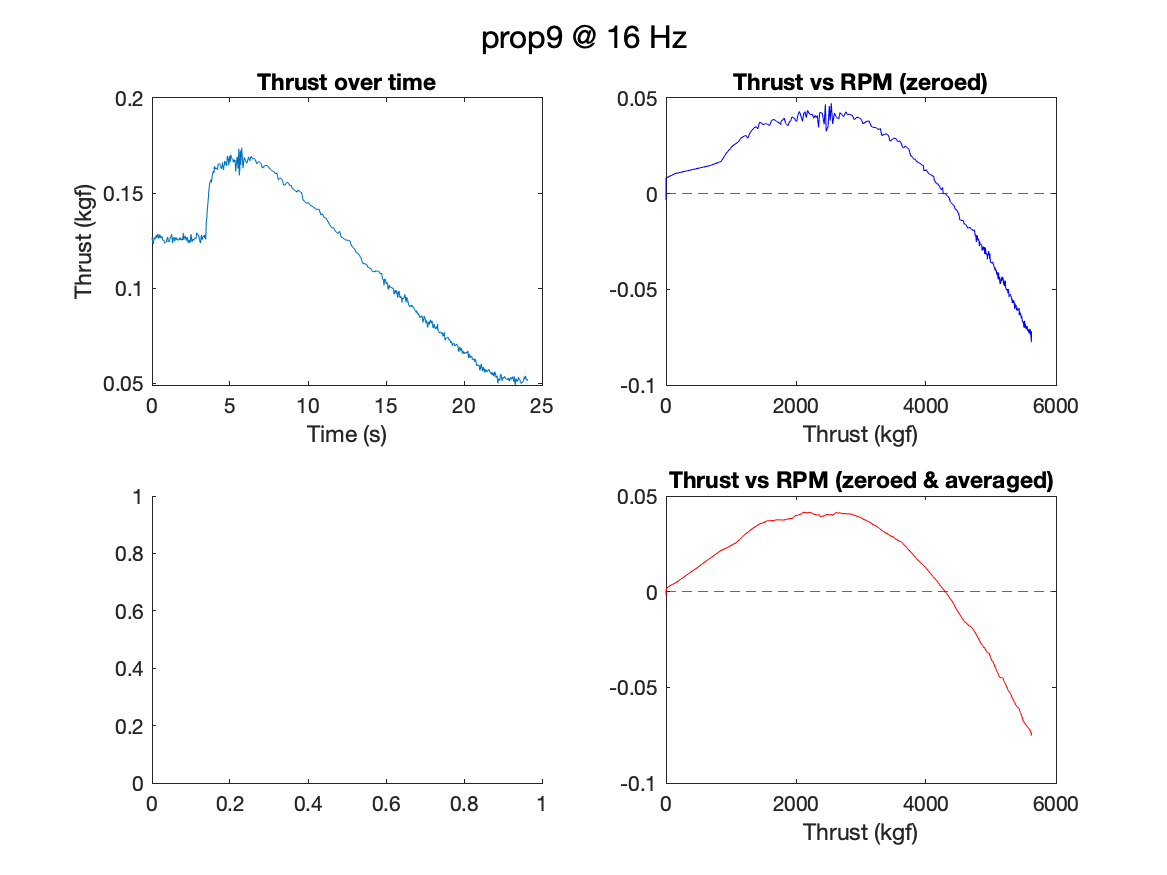 prop9 @ 16 Hz
Thrust over time
0.2
0.15
0.1
0.05
Thrust (kgf)
0 5 10 15 20 25
Time (s)
Thrust vs RPM (zeroed)
0.05
0
-0.05
-0.1
0 2000 4000 6000
Thrust (kgf)
1
0.8
0.6
0.4
0.2
0
0 0.2 0.4 0.6 0.8 1
Thrust vs RPM (zeroed & averaged)
0.05
0
-0.05
-0.1
0 2000 4000 6000
Thrust (kgf)